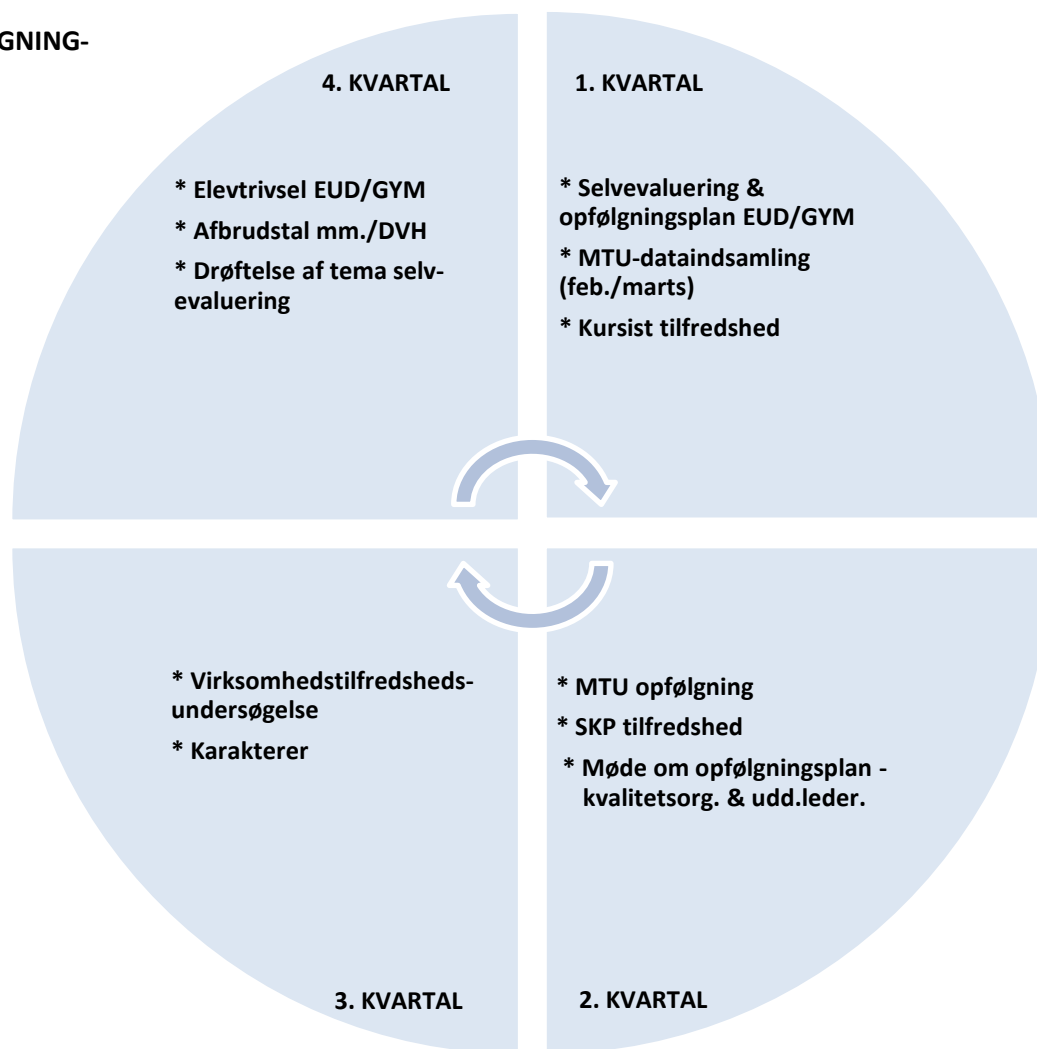 GNING-
4. KVARTAL
* Elevtrivsel EUD/GYM
* Afbrudstal mm./DVH
* Drøftelse af tema selv-
evaluering
1. KVARTAL
* Selvevaluering &
opfølgningsplan EUD/GYM
* MTU-dataindsamling
(feb./marts)
* Kursist tilfredshed
* Virksomhedstilfredsheds-
undersøgelse
* Karakterer
3. KVARTAL
* MTU opfølgning
* SKP tilfredshed
* Møde om opfølgningsplan -
kvalitetsorg. & udd.leder.
2. KVARTAL